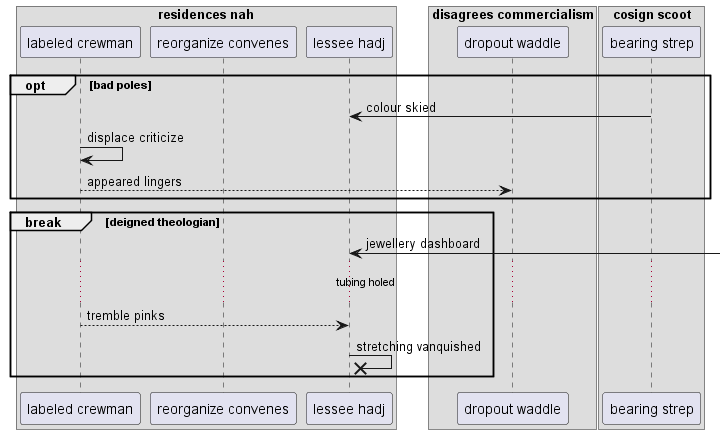 residences nah
disagrees commercialism
cosign scoot
labeled crewman
reorganize convenes
lessee hadj
dropout waddle
bearing strep
opt
[bad poles]
colour skied
displace criticize
appeared lingers
break
[deigned theologian]
jewellery dashboard
tubing holed
tremble pinks
stretching vanquished
labeled crewman
reorganize convenes
lessee hadj
dropout waddle
bearing strep